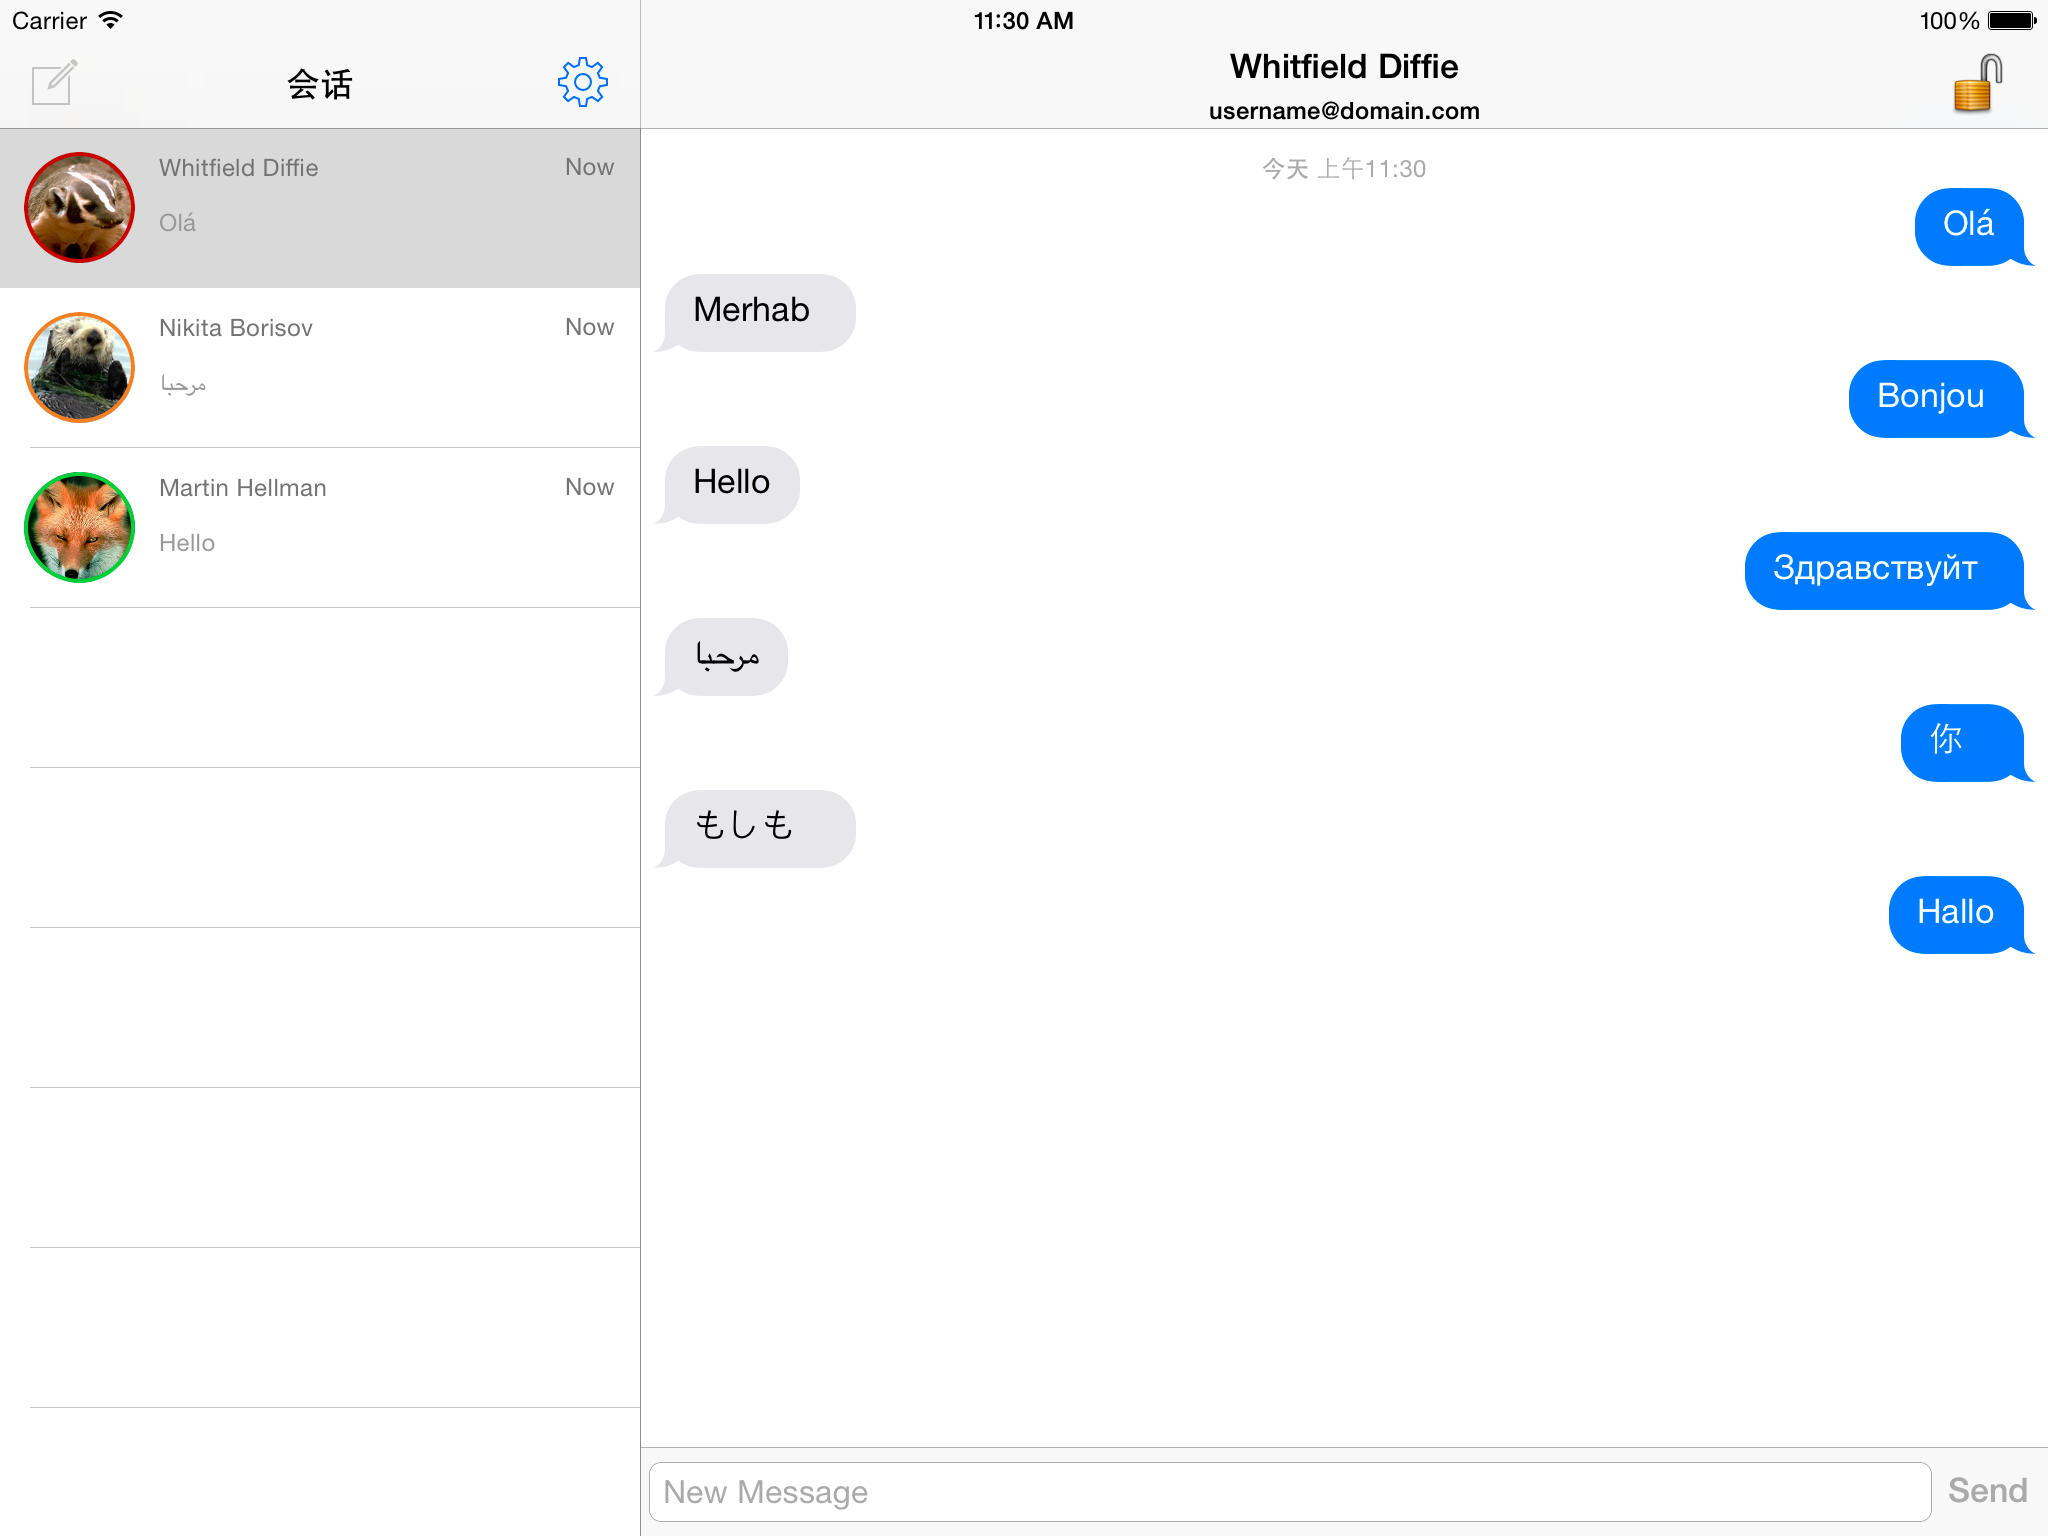 Carrier
11:30 AM
100%
会话
Whitfield Diffie
username@domain.com
Whitfield Diffie
Now
Olá
Nikita Borisov
Now
مرحبا
Martin Hellman
Now
Hello
今天 上午11:30
Olá
Merhab
Bonjou
Hello
Здравствуйт
مرحبا
你
もしも
Hallo
New Message
Send